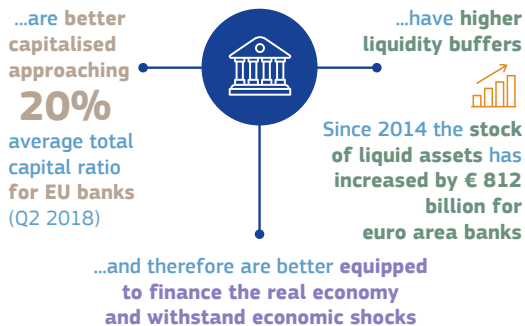 ...are better
capitalised
approaching
20%
average total
capital ratio
for EU banks
(Q2 2018)
...have higher
liquidity buffers
Since 2014 the stock
of liquid assets has
increased by € 812
billion for
euro area banks
...and therefore are better equipped
to finance the real economy
and withstand economic shocks